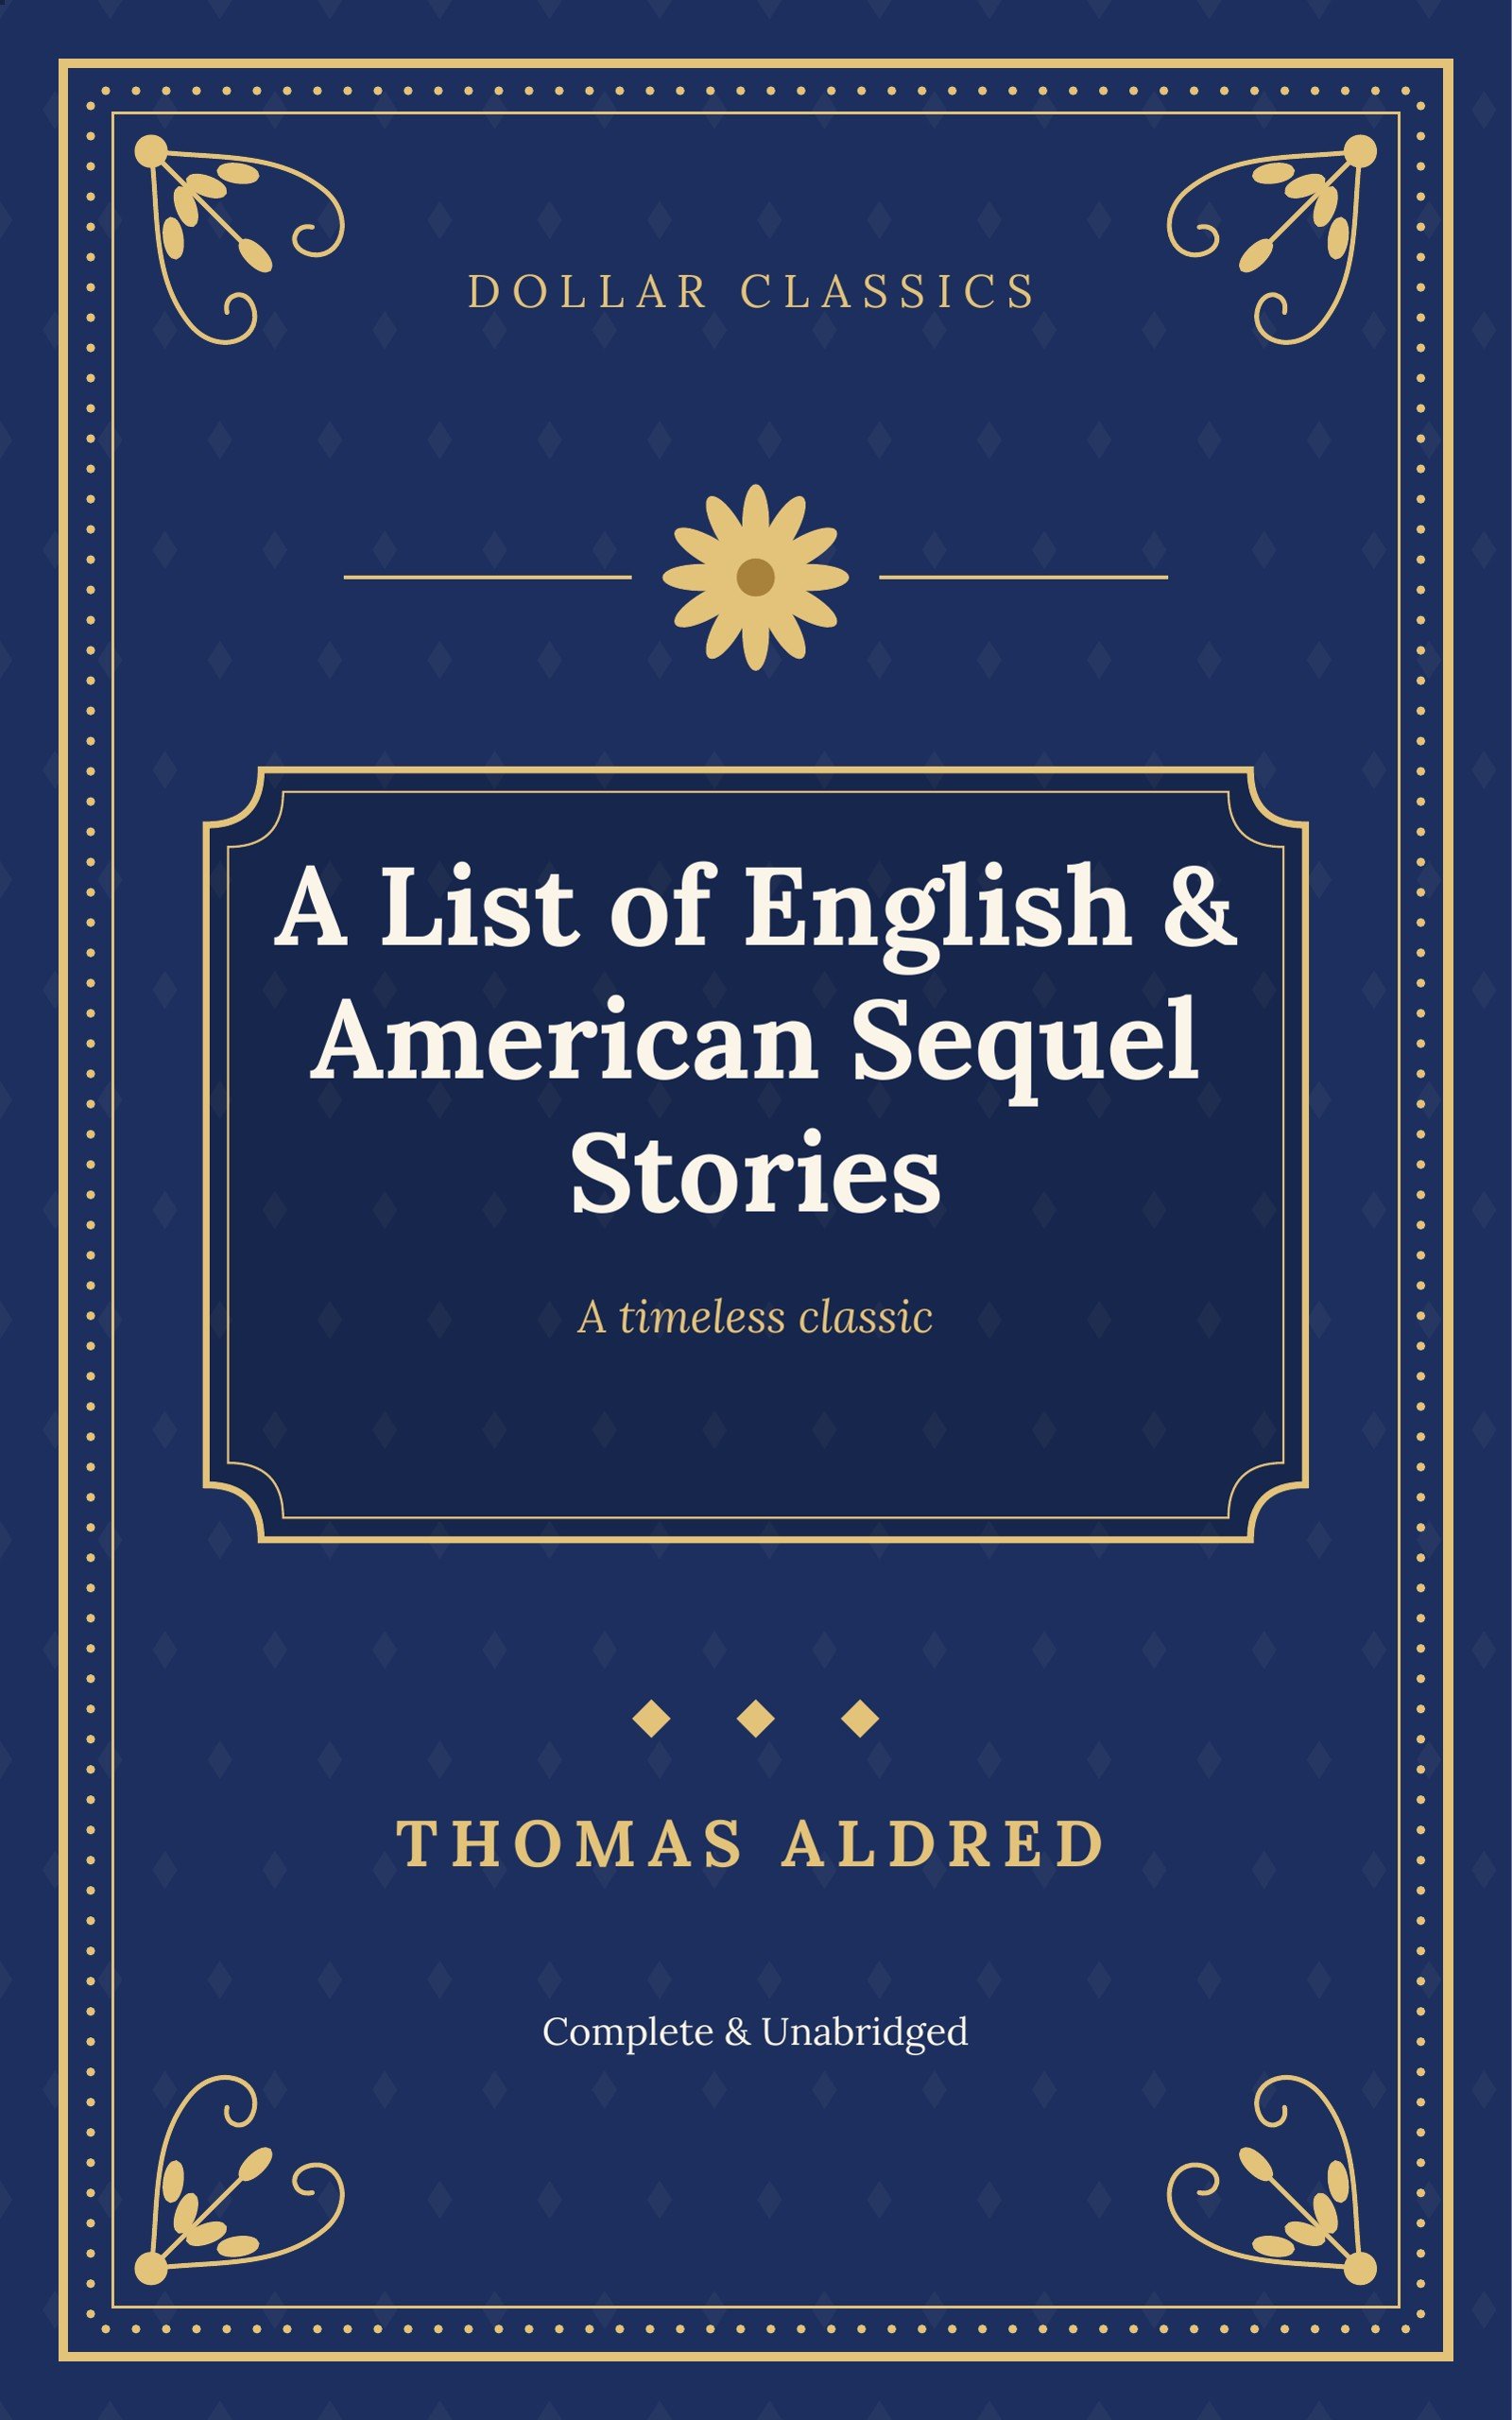 DOLLAR CLASSICS
A List of English &
American Sequel
Stories
A timeless classic
THOMAS ALDRED
Complete & Unabridged